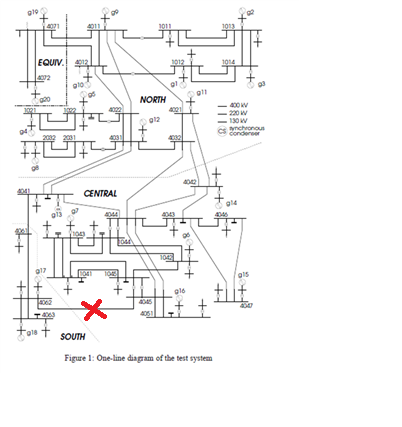 g19
g9
g2
4071
4011
1011
1013
EQUIV.
4012
1012
1014
4072
g10
g1
g3
g20
g5
NORTH
g11
1021
1022
4022
4021
g12
400 kV
220 kV
130 kV
CS synchronous
condenser
g4
2032
2031
4031
4032
g8
4042
4041
CENTRAL
g14
g13
g7
4044
4043
4046
4061
1043
1044
g6
1042
g17
1041
1045
g15
g16
4062
4045
4047
4063
4051
g18
SOUTH
Figure 1: One-line diagram of the test system